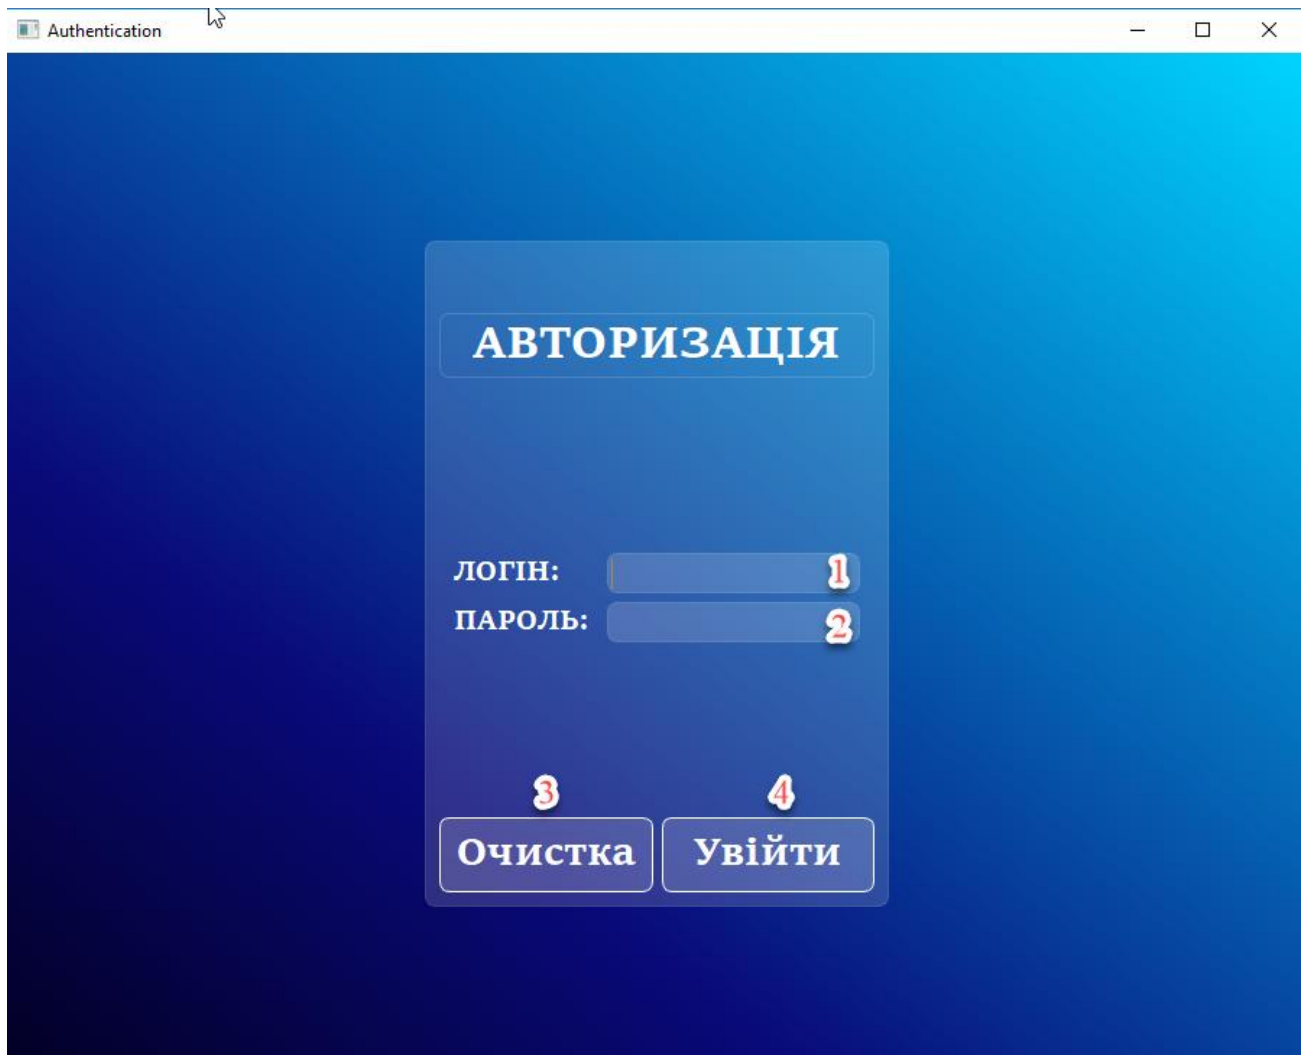 Authentication
АВТОРИЗАЦІЯ
ЛОГІН: 1
ПАРОЛЬ: 2
3 4
Очистка Увійти